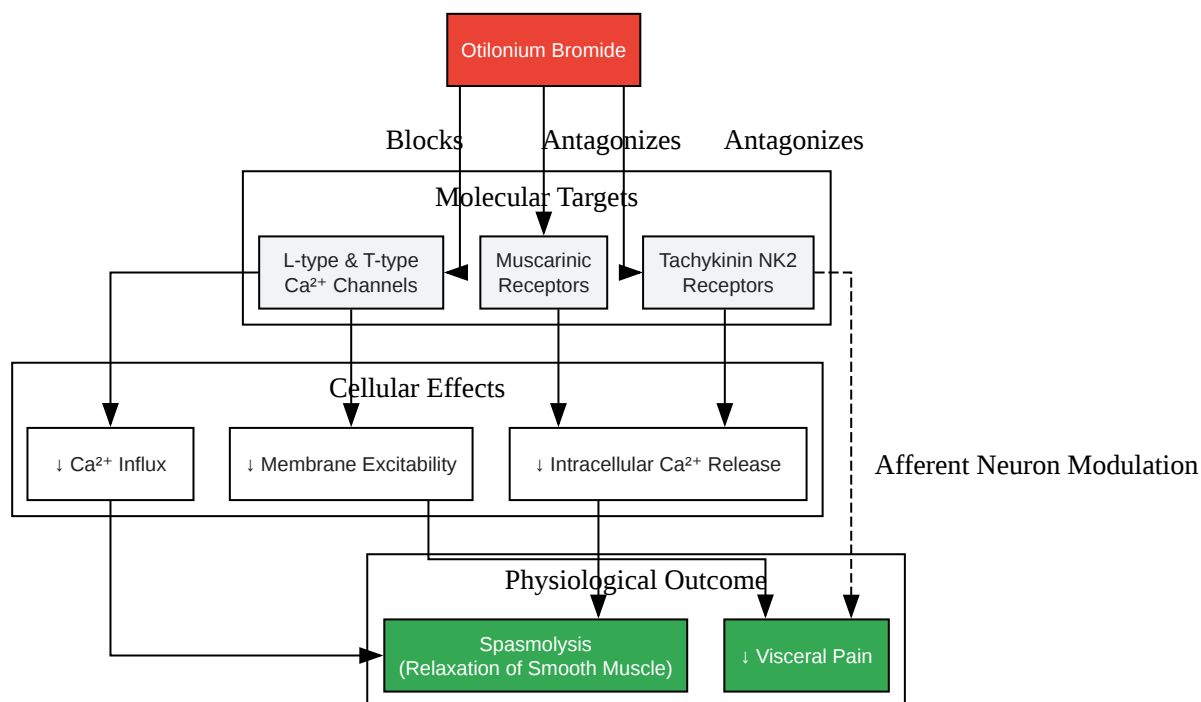 Otilonium Bromide
Blocks
Antagonizes
Antagonizes
Molecular Targets
L-type & T-type
Ca²⁺ Channels
Muscarinic
Receptors
Tachykinin NK2
Receptors
Cellular Effects
↓ Ca²⁺ Influx
↓ Membrane Excitability
↓ Intracellular Ca²⁺ Release
Afferent Neuron Modulation
Physiological Outcome
Spasmolysis
(Relaxation of Smooth Muscle)
↓ Visceral Pain